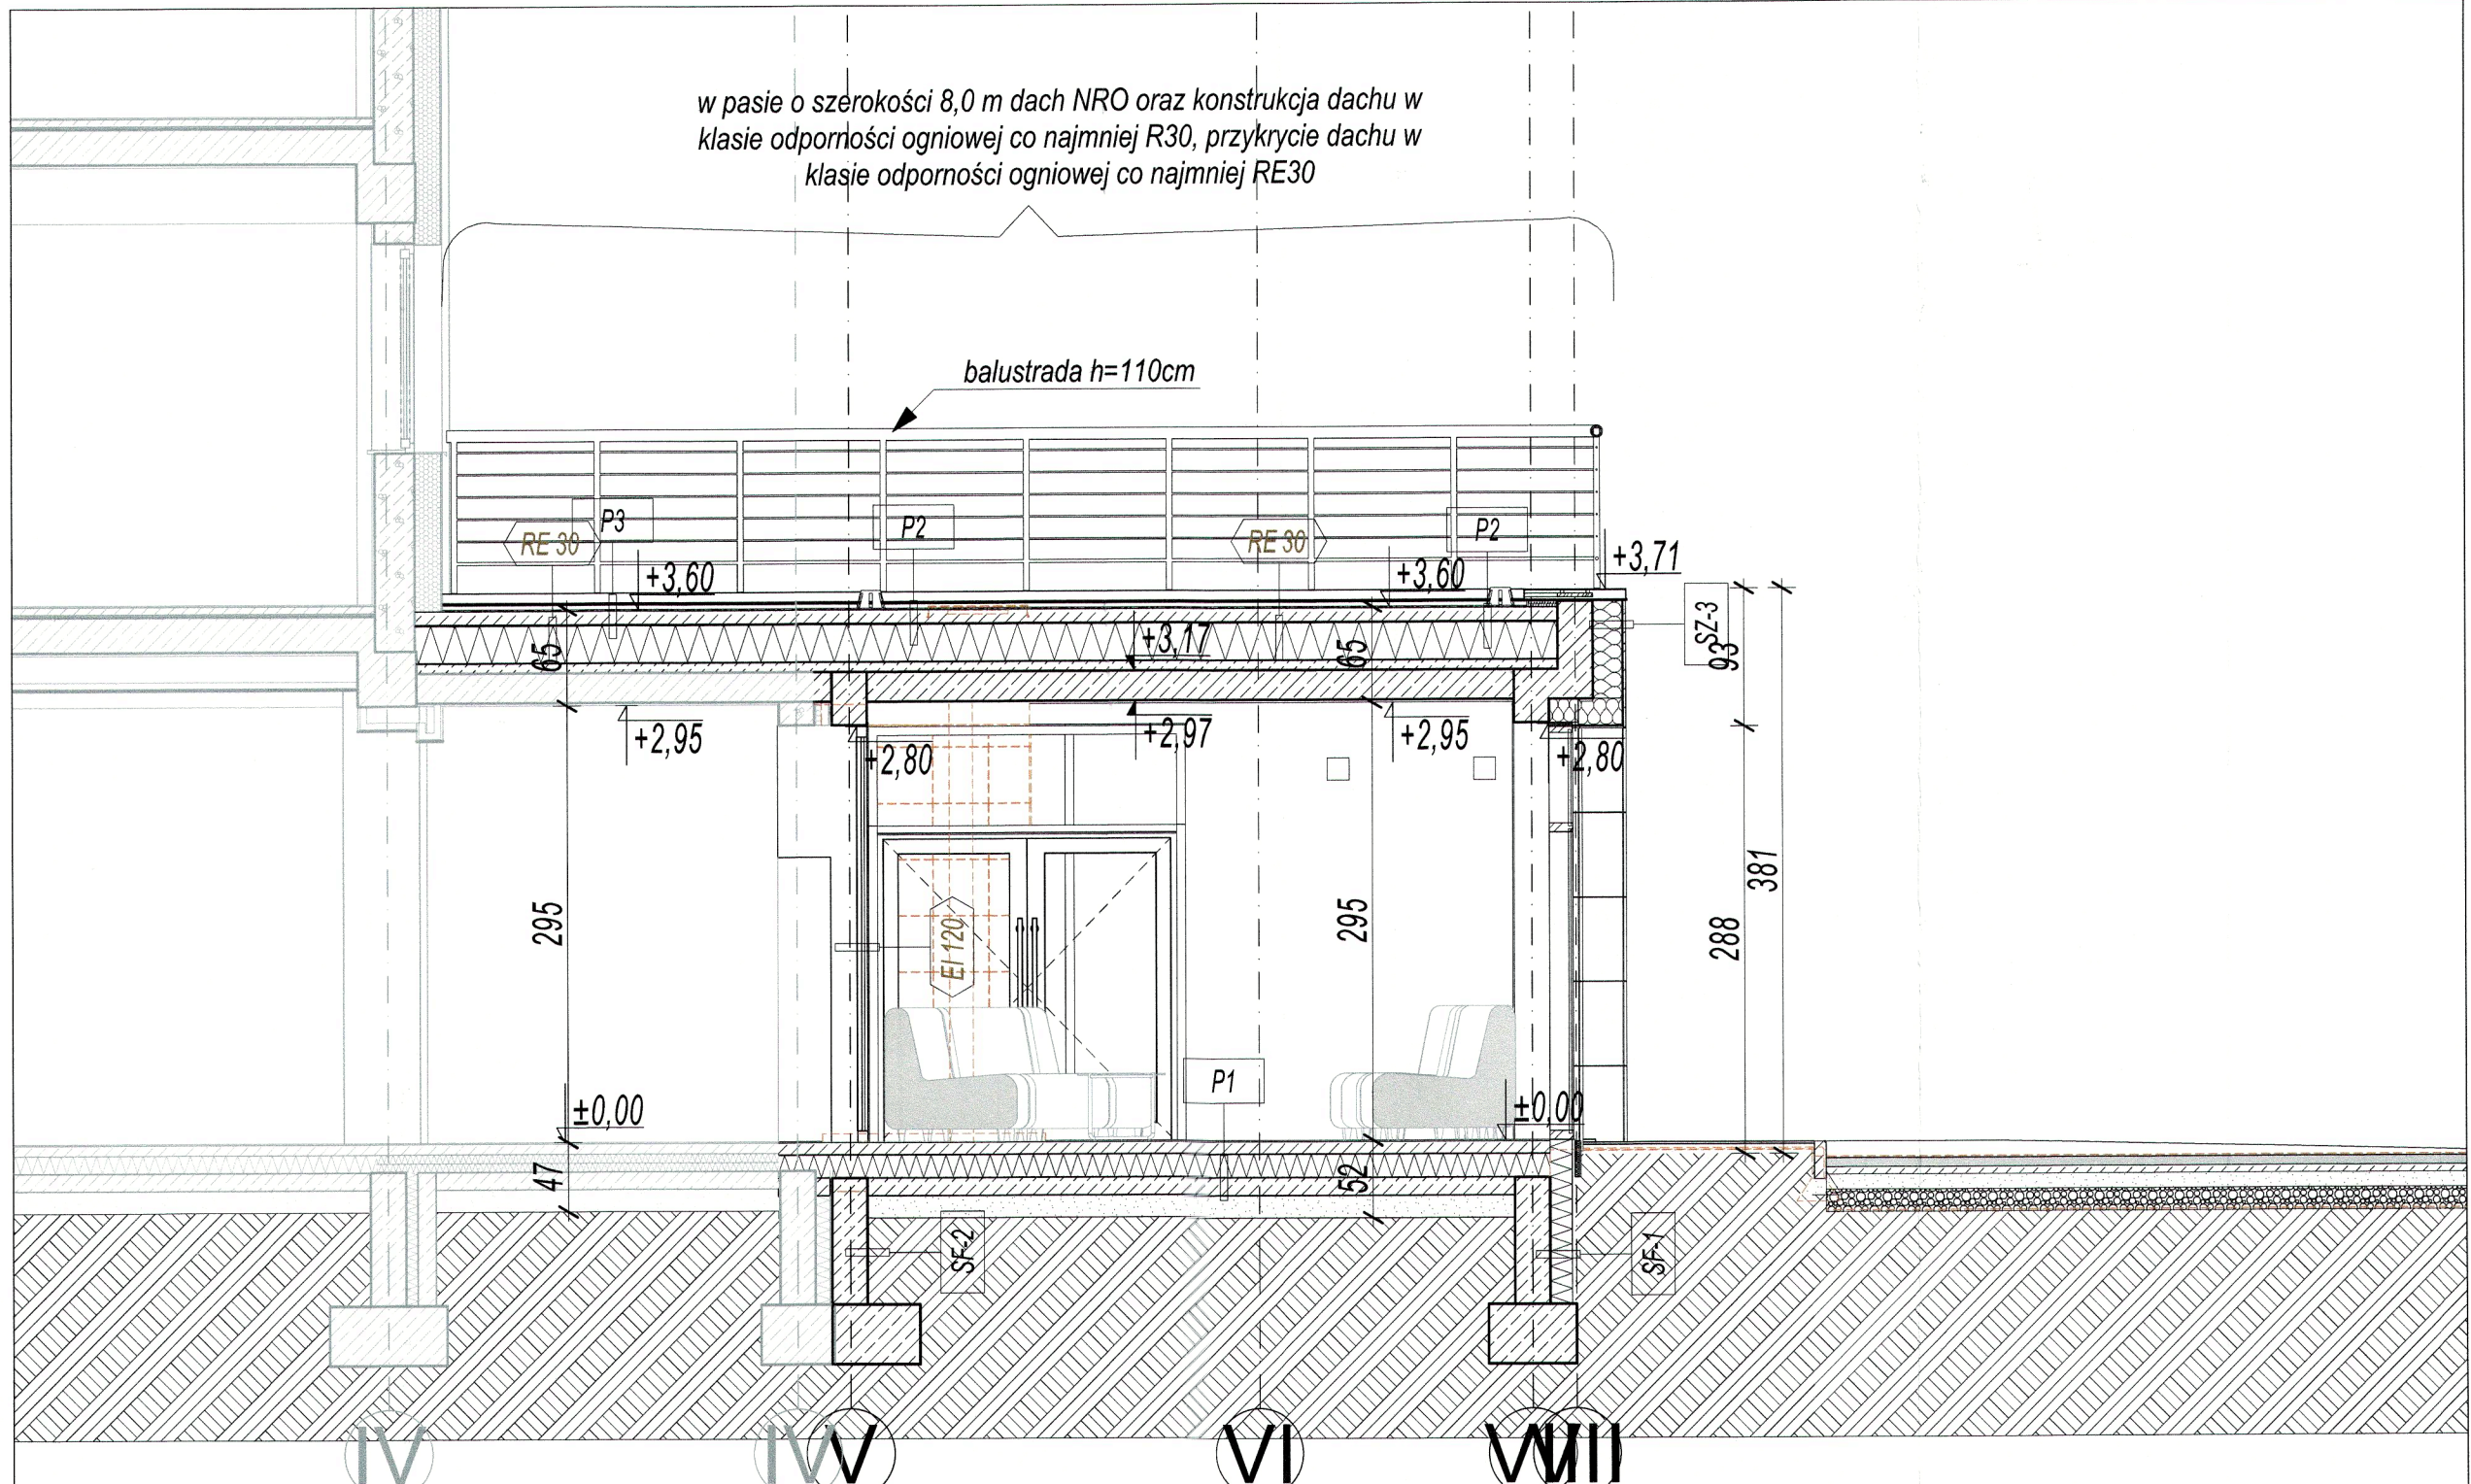 w pasie o szerokości 8,0 m dach NRO oraz konstrukcja dachu w
klasie odporności ogniowej co najmniej R30, przykrycie dachu w
klasie odporności ogniowej co najmniej RE30
balustrada h=110cm
P3
P2
P2
RE 30
RE 30
+3,60
+3,60
+3,71
SZ-3
93
65
+3,17
65
+2,95
+2,80
+2,97
+2,95
+2,80
381
295
EI 120
295
288
P1
±0,00
±0,00
47
52
SF-2
SF-1
IV
IV
V
VI
VII